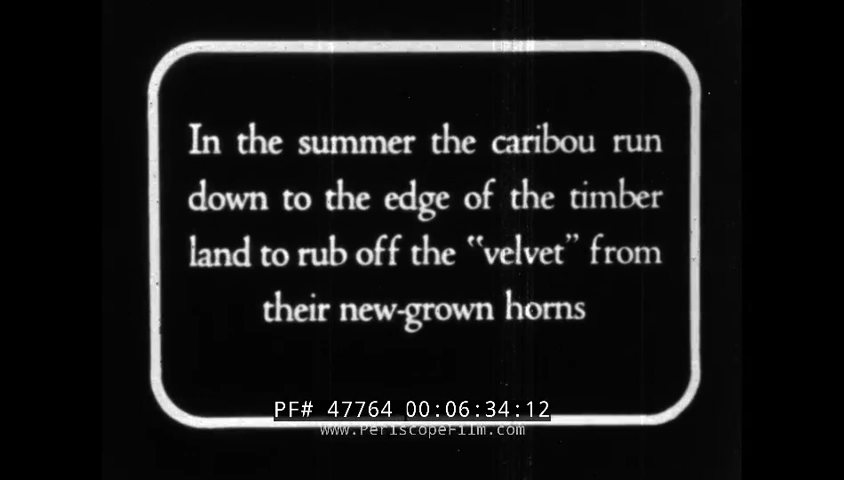 In the summer the caribou run
down to the edge of the timber
land to rub off the "velvet" from
their new-grown horns
PF# 47764 00:06:34:12
www.PeriscopeFilm.com